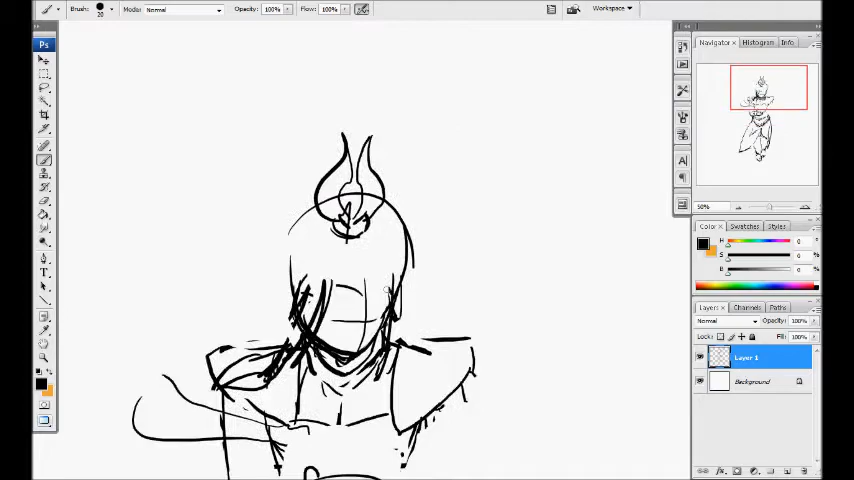 Brush: 20 Mode: Normal Opacity: 100% Flow: 100% Workspace
Ps
Navigator Histogram Info
50%
Color Swatches Styles
H 0 °
S 0 %
B 0 %
Layers Channels Paths
Normal Opacity: 100%
Lock: Fill: 100%
Layer 1
Background
A
T